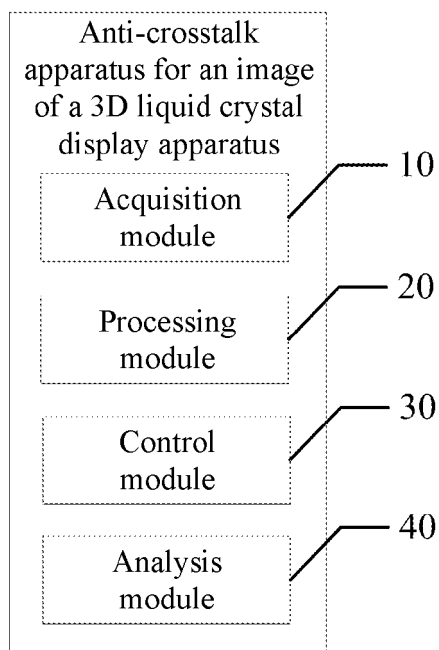 Anti-crosstalk
apparatus for an image
of a 3D liquid crystal
display apparatus
10
Acquisition
module
20
Processing
module
30
Control
module
40
Analysis
module